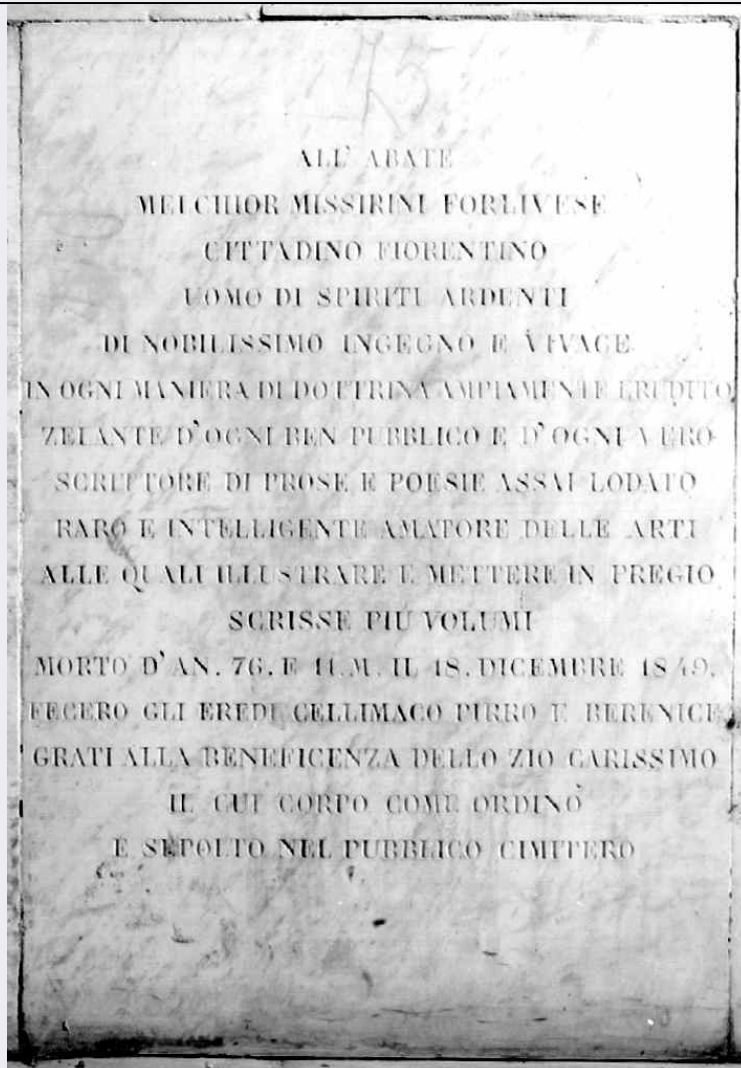 75
ALL' ABATE
MELCHIOR MISSIRINI FORLIVESE
CITTADINO FIORENTINO
UOMO DI SPIRITI ARDENTI
DI NOBILISSIMO INGEGNO E VIVACE
IN OGNI MANIERA DI DOTTRINA AMPIAMENTE ERUDITO
ZELANTE D'OGNI BEN PUBBLICO E D'OGNI VERO
SCRITTORE DI PROSE E POESIE ASSAI LODATO
RARO E INTELLIGENTE AMATORE DELLE ARTI
ALLE QUALI ILLUSTRARE E METTERE IN PREGIO
SCRISSE PIU VOLUMI
MORTO D'AN. 76. E 11. M. IL 18. DICEMBRE 1849.
FECERO GLI EREDI CELLIMACO PIRRO E BERENICE
GRATI ALLA BENEFICENZA DELLO ZIO CARISSIMO
IL CUI CORPO COME ORDINÒ
E SEPOLTO NEL PUBBLICO CIMITERO